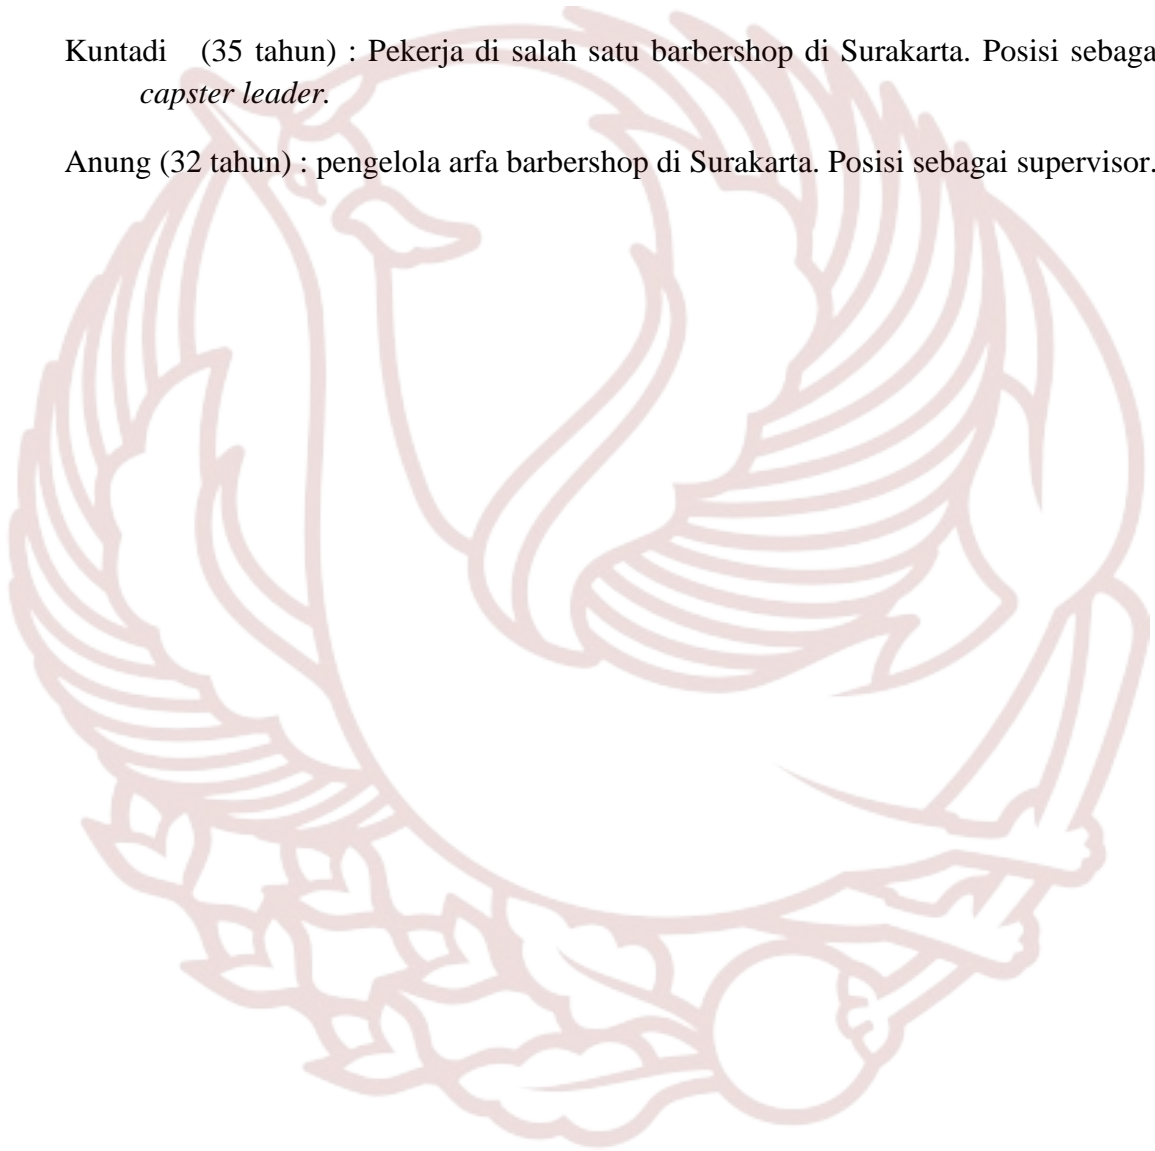 Kuntadi (35 tahun) : Pekerja di salah satu barbershop di Surakarta. Posisi sebaga
capster leader.
Anung (32 tahun) : pengelola arfa barbershop di Surakarta. Posisi sebagai supervisor.